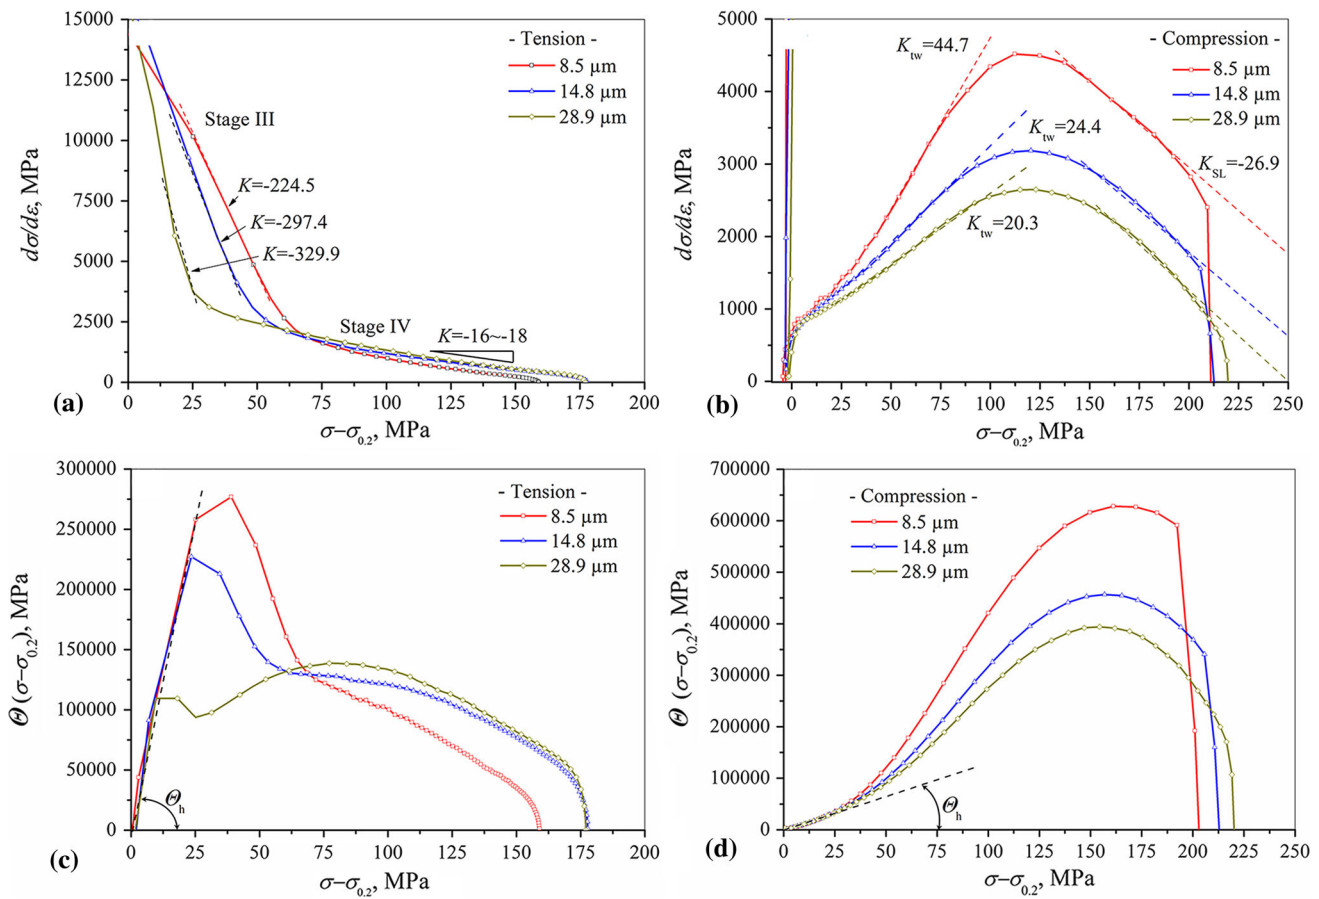 15000
12500
10000
7500
5000
2500
0
dσ/dε, MPa
- Tension -
8.5 µm
14.8 µm
28.9 µm
Stage III
K=-224.5
K=-297.4
K=-329.9
Stage IV
K=-16~-18
0 25 50 75 100 125 150 175 200
(a)
σ–σ0.2, MPa
5000
4000
3000
2000
1000
0
dσ/dε, MPa
- Compression -
8.5 µm
14.8 µm
28.9 µm
Ktw=44.7
Ktw=24.4
KSL=-26.9
Ktw=20.3
0 25 50 75 100 125 150 175 200 225 250
(b)
σ–σ0.2, MPa
300000
250000
200000
150000
100000
50000
0
Θ (σ–σ0.2), MPa
- Tension -
8.5 µm
14.8 µm
28.9 µm
Θh
0 25 50 75 100 125 150 175 200
(c)
σ–σ0.2, MPa
700000
600000
500000
400000
300000
200000
100000
0
Θ (σ–σ0.2), MPa
- Compression -
8.5 µm
14.8 µm
28.9 µm
Θh
0 25 50 75 100 125 150 175 200 225 250
(d)
σ–σ0.2, MPa